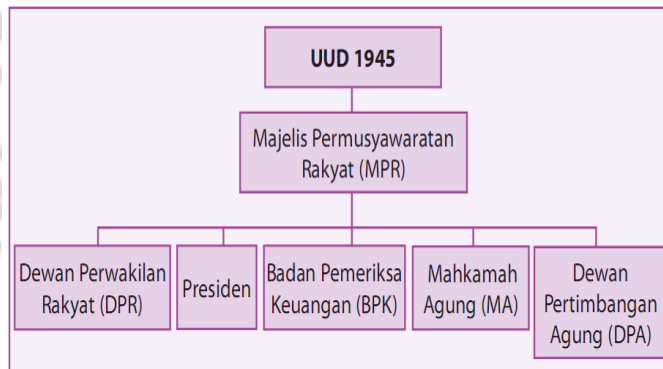 UUD 1945
Majelis Permusyawaratan
Rakyat (MPR)
Dewan Perwakilan
Rakyat (DPR)
Presiden
Badan Pemeriksa
Keuangan (BPK)
Mahkamah
Agung (MA)
Dewan
Pertimbangan
Agung (DPA)